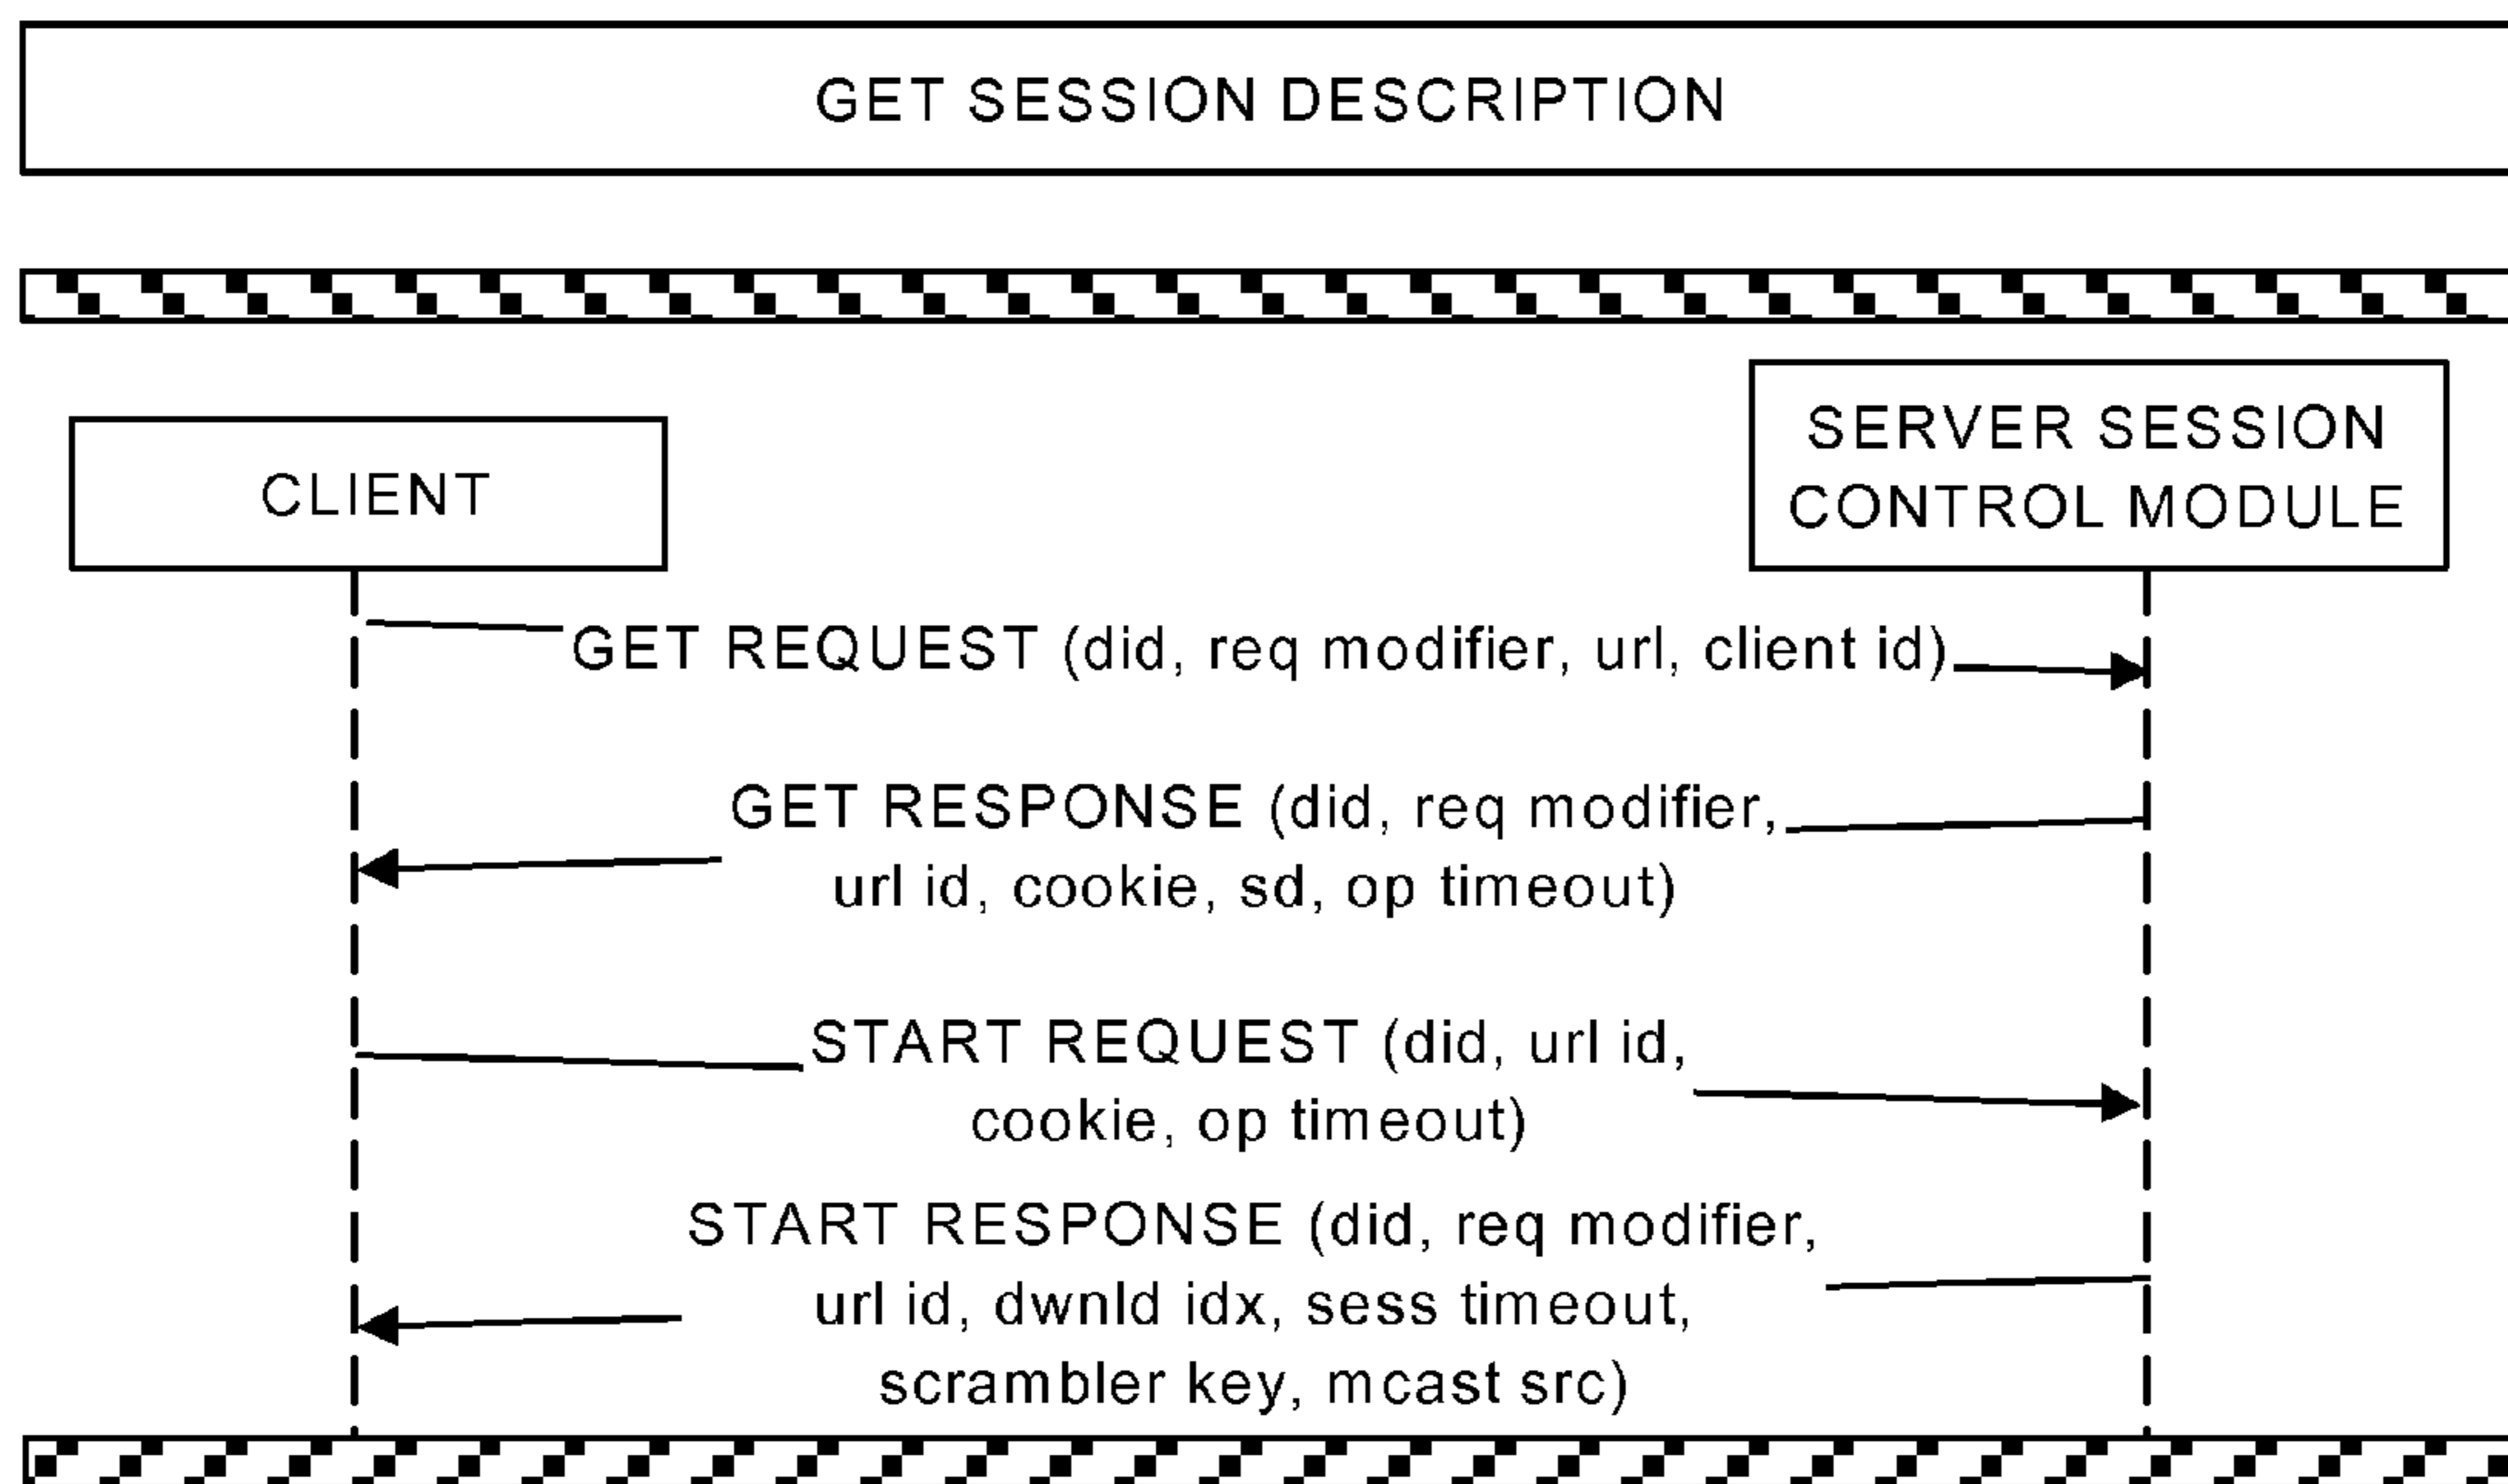 GET SESSION DESCRIPTION
CLIENT
SERVER SESSION
CONTROL MODULE
GET REQUEST (did, req modifier, url, client id)
GET RESPONSE (did, req modifier,
url id, cookie, sd, op timeout)
START REQUEST (did, url id,
cookie, op timeout)
START RESPONSE (did, req modifier,
url id, dwnld idx, sess timeout,
scrambler key, mcast src)